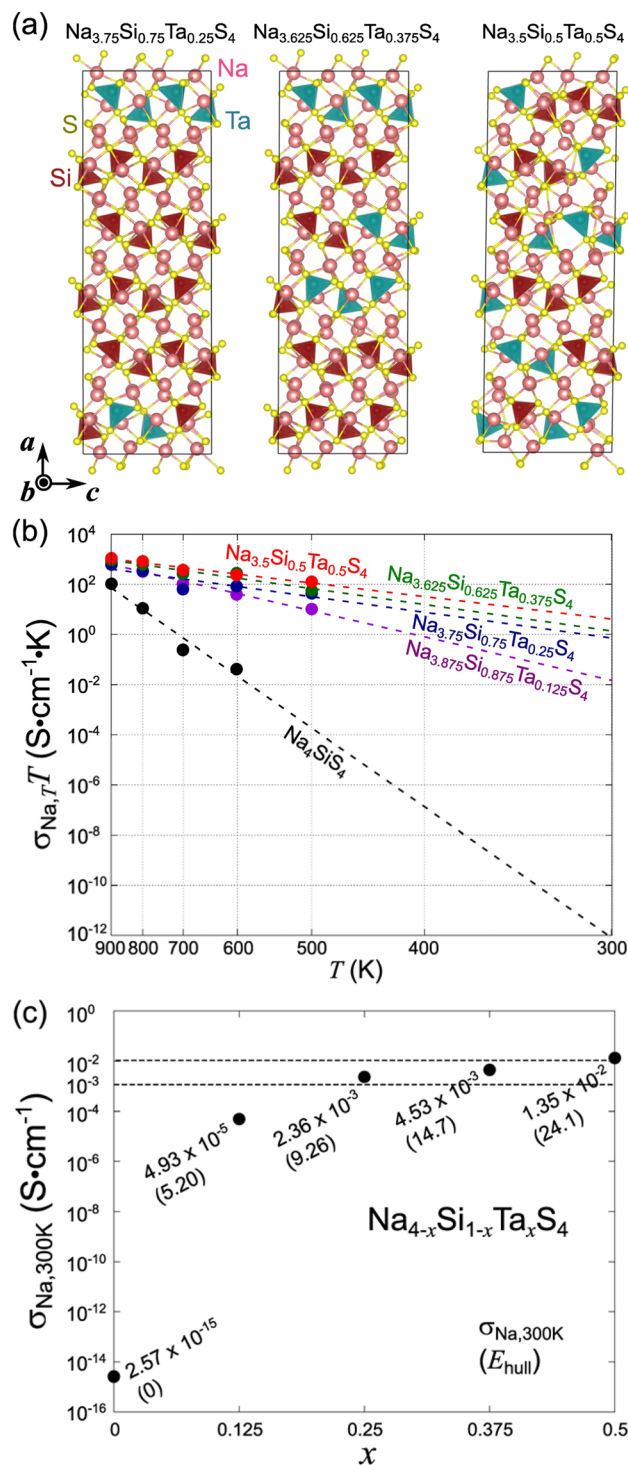 (a)
Na3.75Si0.75Ta0.25S4 Na3.625Si0.625Ta0.375S4 Na3.5Si0.5Ta0.5S4
Na
S
Ta
Si
a
b c
(b)
10^4
10^2
10^0
10^-2
10^-4
10^-6
10^-8
10^-10
10^-12
σNa,T T (S•cm^-1•K)
Na3.5Si0.5Ta0.5S4
Na3.625Si0.625Ta0.375S4
Na3.75Si0.75Ta0.25S4
Na3.875Si0.875Ta0.125S4
Na4SiS4
900 800 700 600 500 400 300
T (K)
(c)
10^0
10^-2
10^-3
10^-4
10^-6
10^-8
10^-10
10^-12
10^-14
10^-16
σNa,300K (S•cm^-1)
2.57 x 10^-15
(0)
4.93 x 10^-5
(5.20)
2.36 x 10^-3
(9.26)
4.53 x 10^-3
(14.7)
1.35 x 10^-2
(24.1)
Na4-xSi1-xTaxS4
σNa,300K
(Ehull)
0 0.125 0.25 0.375 0.5
x